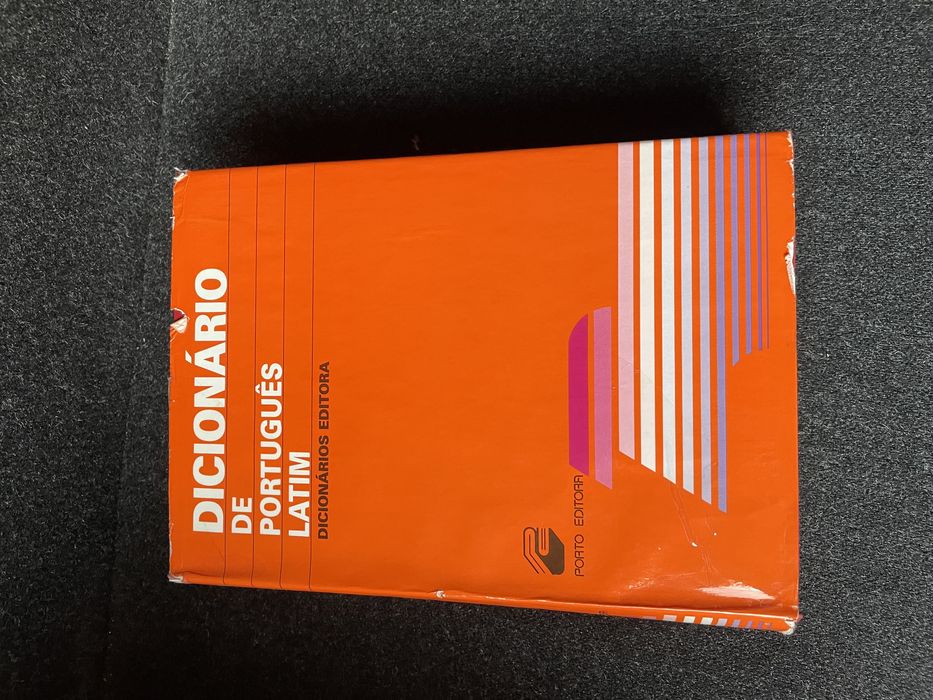 DICIONÁRIO
DE
PORTUGUÊS
LATIM
DICIONÁRIOS EDITORA
PORTO EDITORA